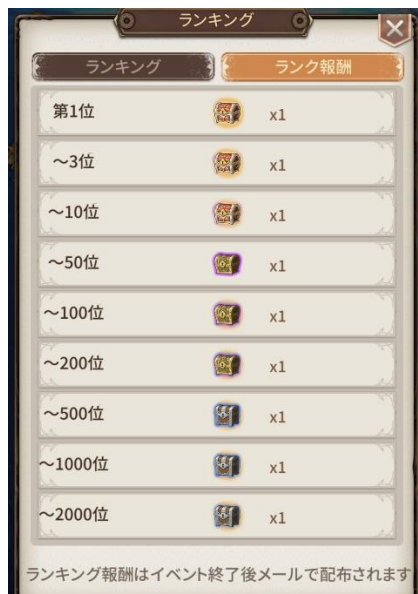 ランキング
ランキング ランク報酬
第1位 x1
～3位 x1
～10位 x1
～50位 x1
～100位 x1
～200位 x1
～500位 x1
～1000位 x1
～2000位 x1
ランキング報酬はイベント終了後メールで配布されます